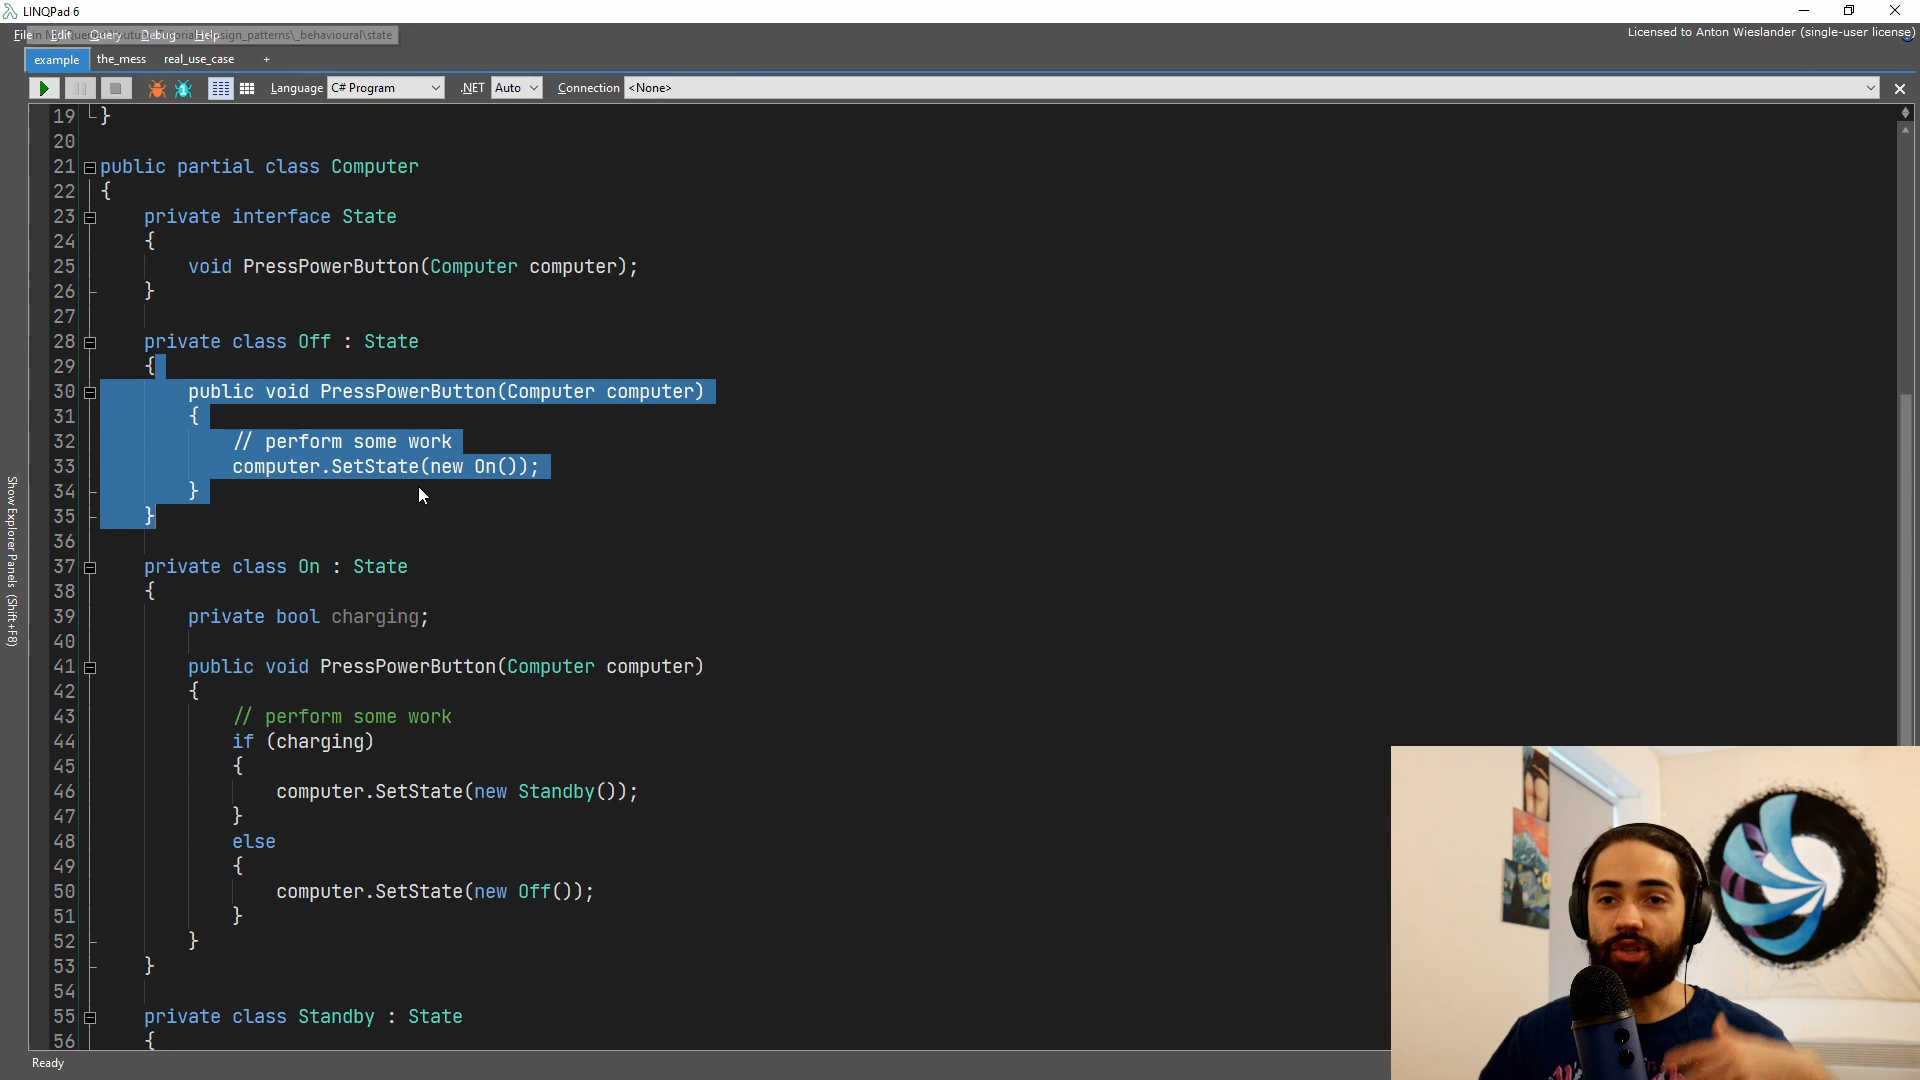 LINQPad 6
File Edit Query Debug Help sign_patterns\_behavioural\state
Licensed to Anton Wieslander (single-user license)
example the_mess real_use_case +
Language C# Program .NET Auto Connection <None>
19 }
20
21 public partial class Computer
22 {
23 private interface State
24 {
25 void PressPowerButton(Computer computer);
26 }
27
28 private class Off : State
29 {
30 public void PressPowerButton(Computer computer)
31 {
32 // perform some work
33 computer.SetState(new On());
34 }
35 }
36
37 private class On : State
38 {
39 private bool charging;
40
41 public void PressPowerButton(Computer computer)
42 {
43 // perform some work
44 if (charging)
45 {
46 computer.SetState(new Standby());
47 }
48 else
49 {
50 computer.SetState(new Off());
51 }
52 }
53 }
54
55 private class Standby : State
56 {
Show Explorer Panels (Shift+F8)
Ready